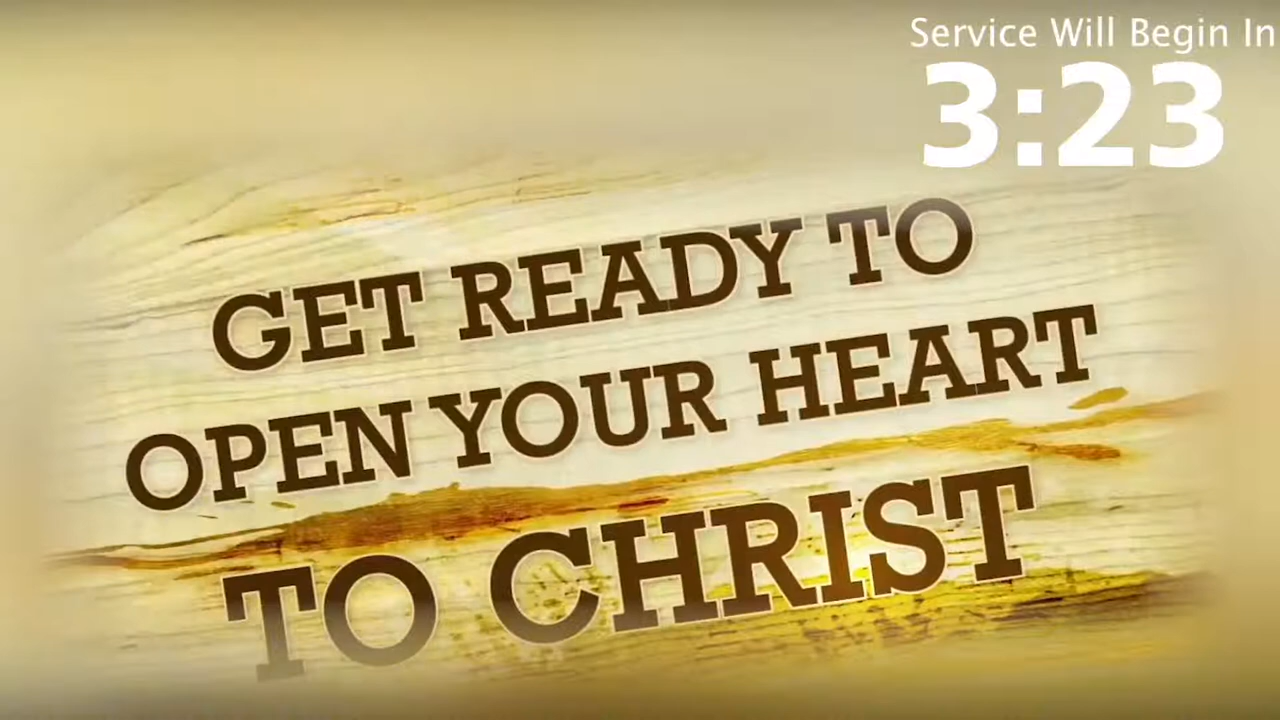 Service Will Begin In
3:23
GET READY TO
OPEN YOUR HEART
TO CHRIST